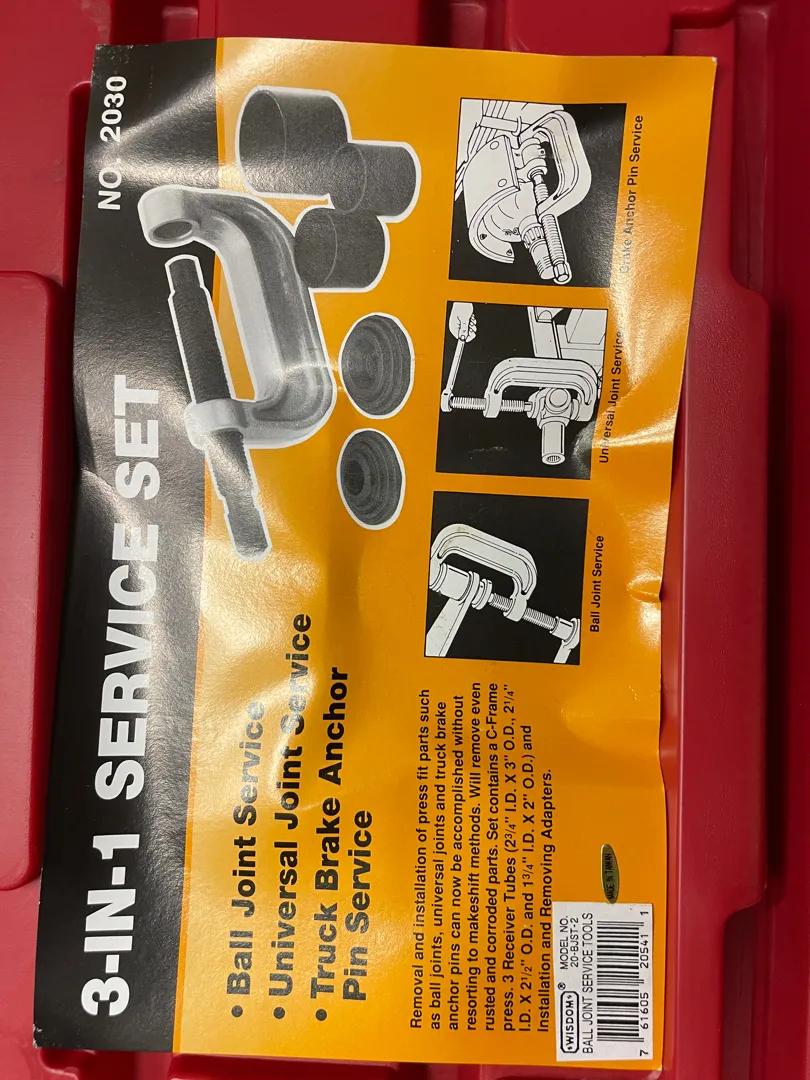 3-IN-1 SERVICE SET
NO. 2030
• Ball Joint Service
• Universal Joint Service
• Truck Brake Anchor
Pin Service
Removal and installation of press fit parts such
as ball joints, universal joints and truck brake
anchor pins can now be accomplished without
resorting to makeshift methods. Will remove even
rusted and corroded parts. Set contains a C-Frame
press. 3 Receiver Tubes (2³/⁴" I.D. X 3" O.D., 2¹/⁴"
I.D. X 2¹/²" O.D. and 1³/⁴" I.D. X 2" O.D.) and
Installation and Removing Adapters.
Ball Joint Service
Universal Joint Service
Brake Anchor Pin Service
MADE IN TAIWAN
WISDOM ®
MODEL NO.
20-BJST-2
BALL JOINT SERVICE TOOLS
7 61605 20541 1